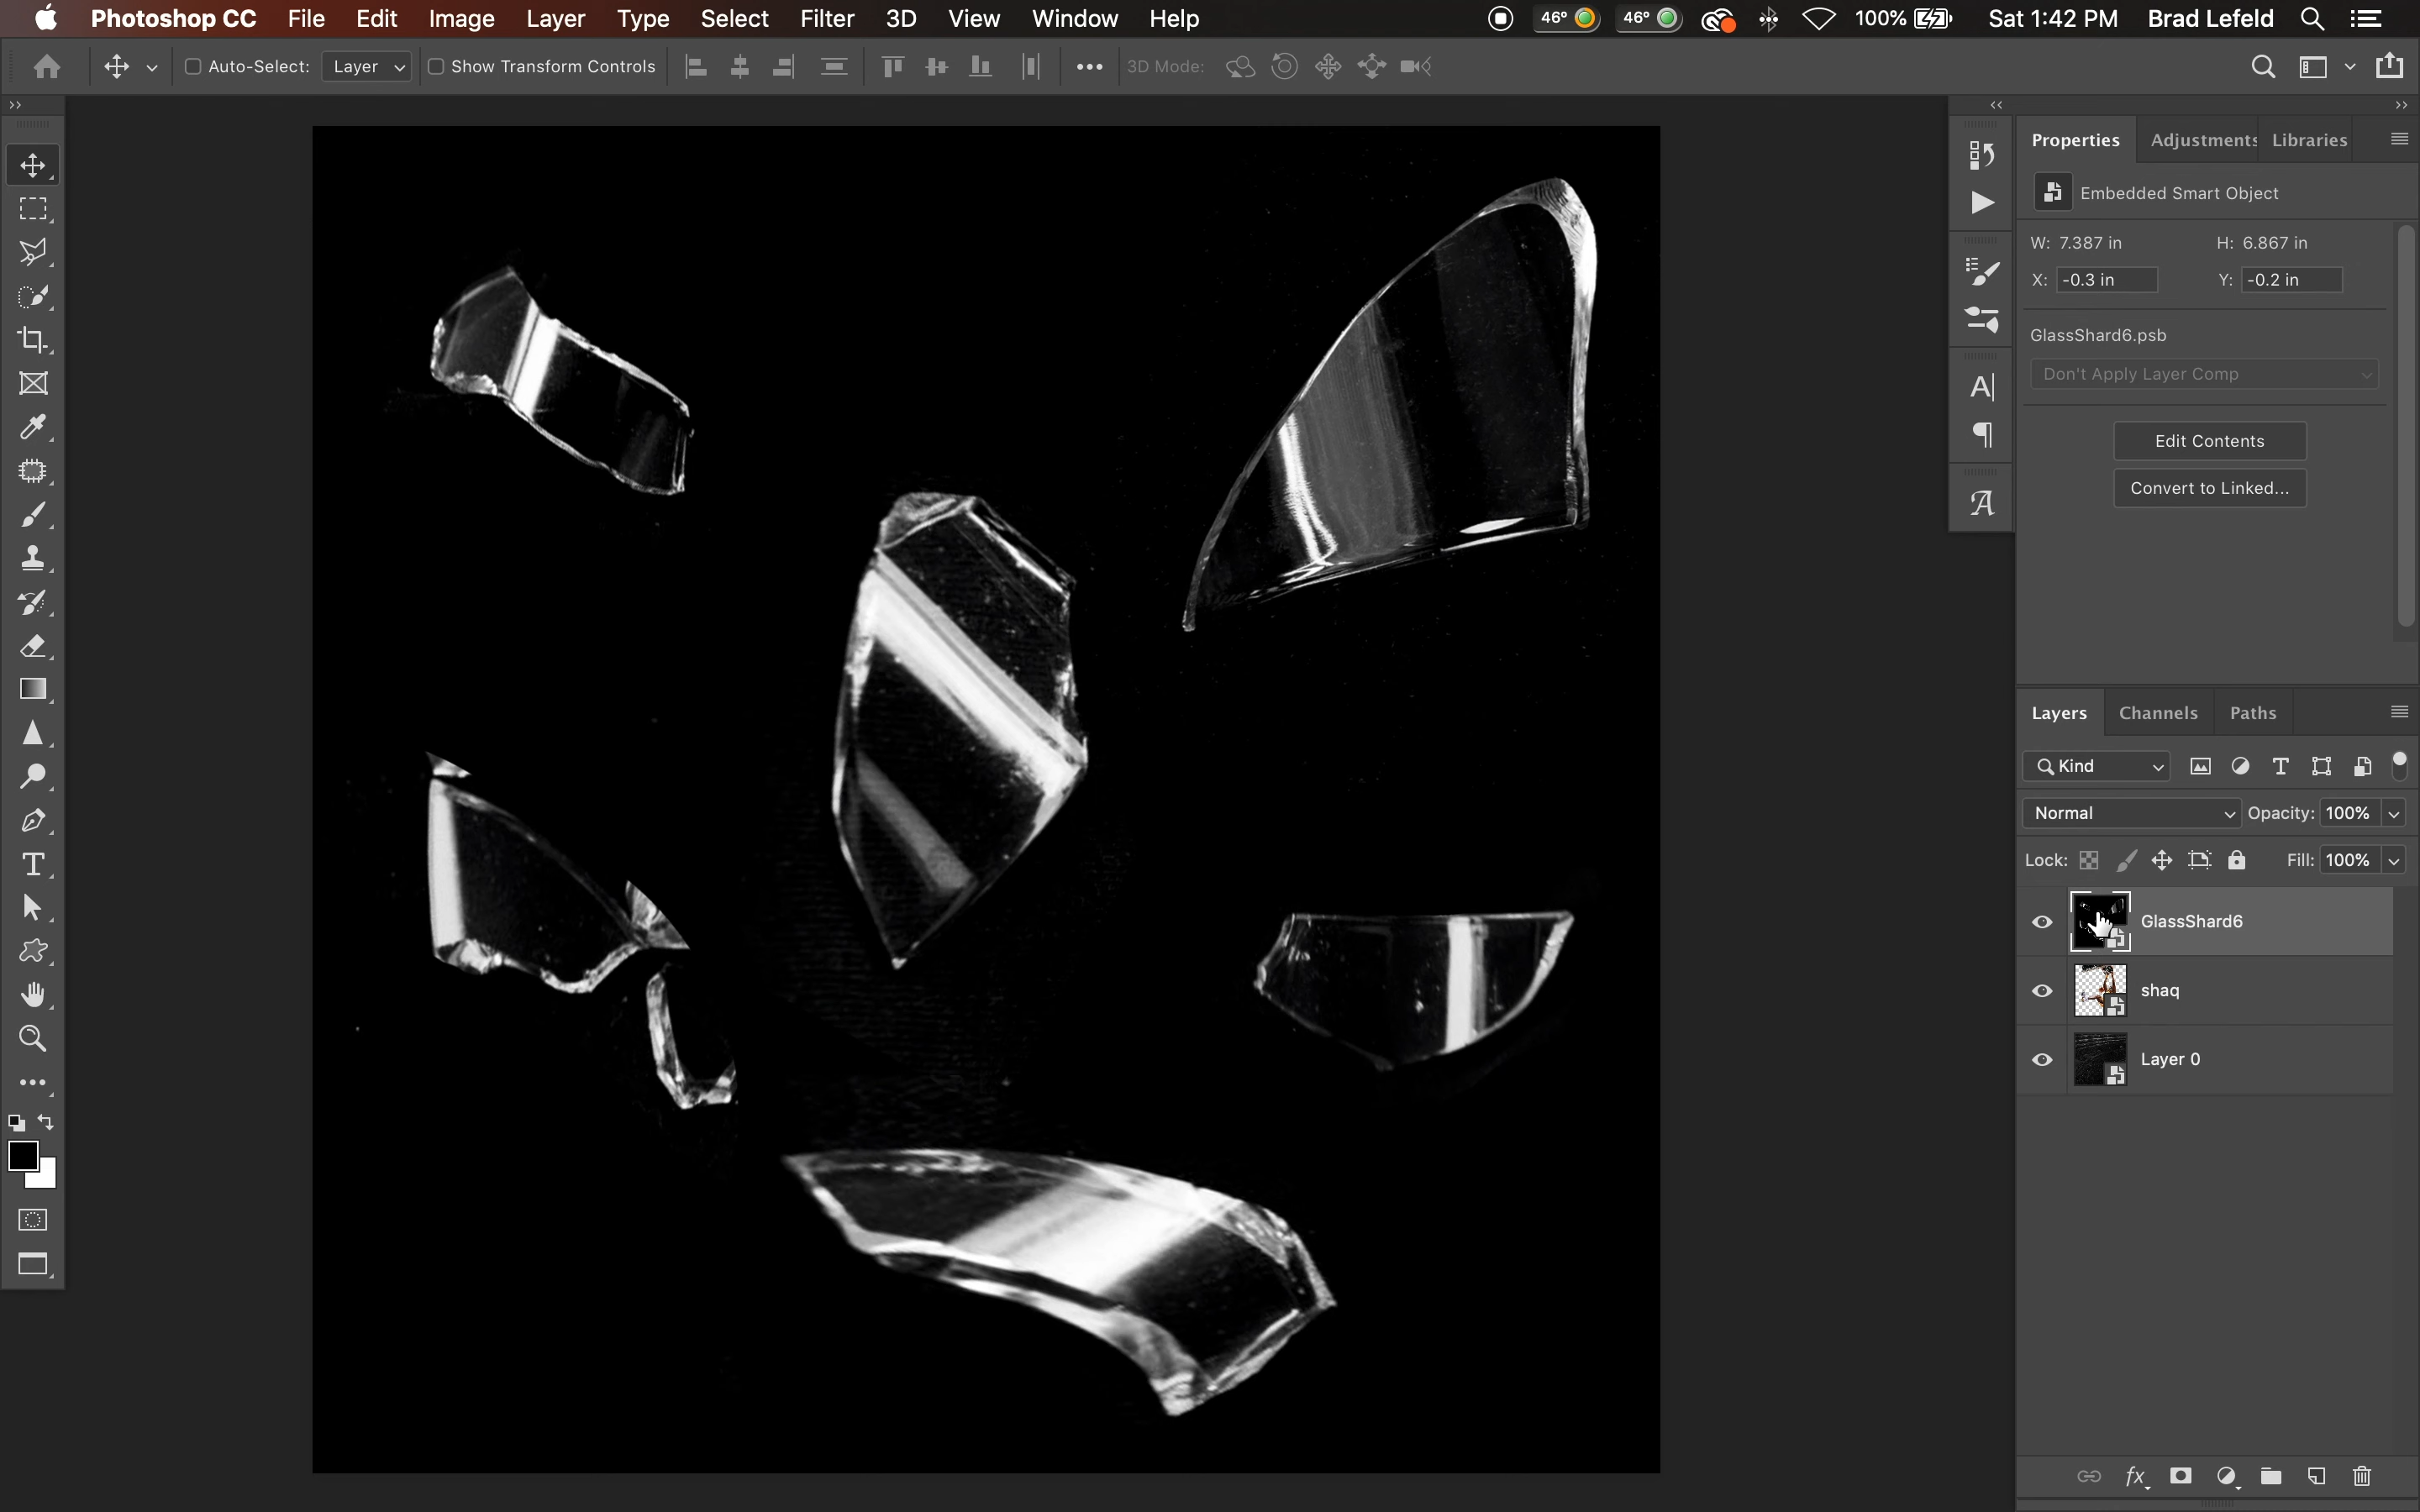 Photoshop CC File Edit Image Layer Type Select Filter 3D View Window Help 46° 46° 100% Sat 1:42 PM Brad Lefeld
Auto-Select: Layer Show Transform Controls 3D Mode:
Properties Adjustments Libraries
Embedded Smart Object
W: 7.387 in H: 6.867 in
X: -0.3 in Y: -0.2 in
GlassShard6.psb
Don't Apply Layer Comp
Edit Contents
Convert to Linked...
Layers Channels Paths
Kind
Normal Opacity: 100%
Lock: Fill: 100%
GlassShard6
shaq
Layer 0
fx